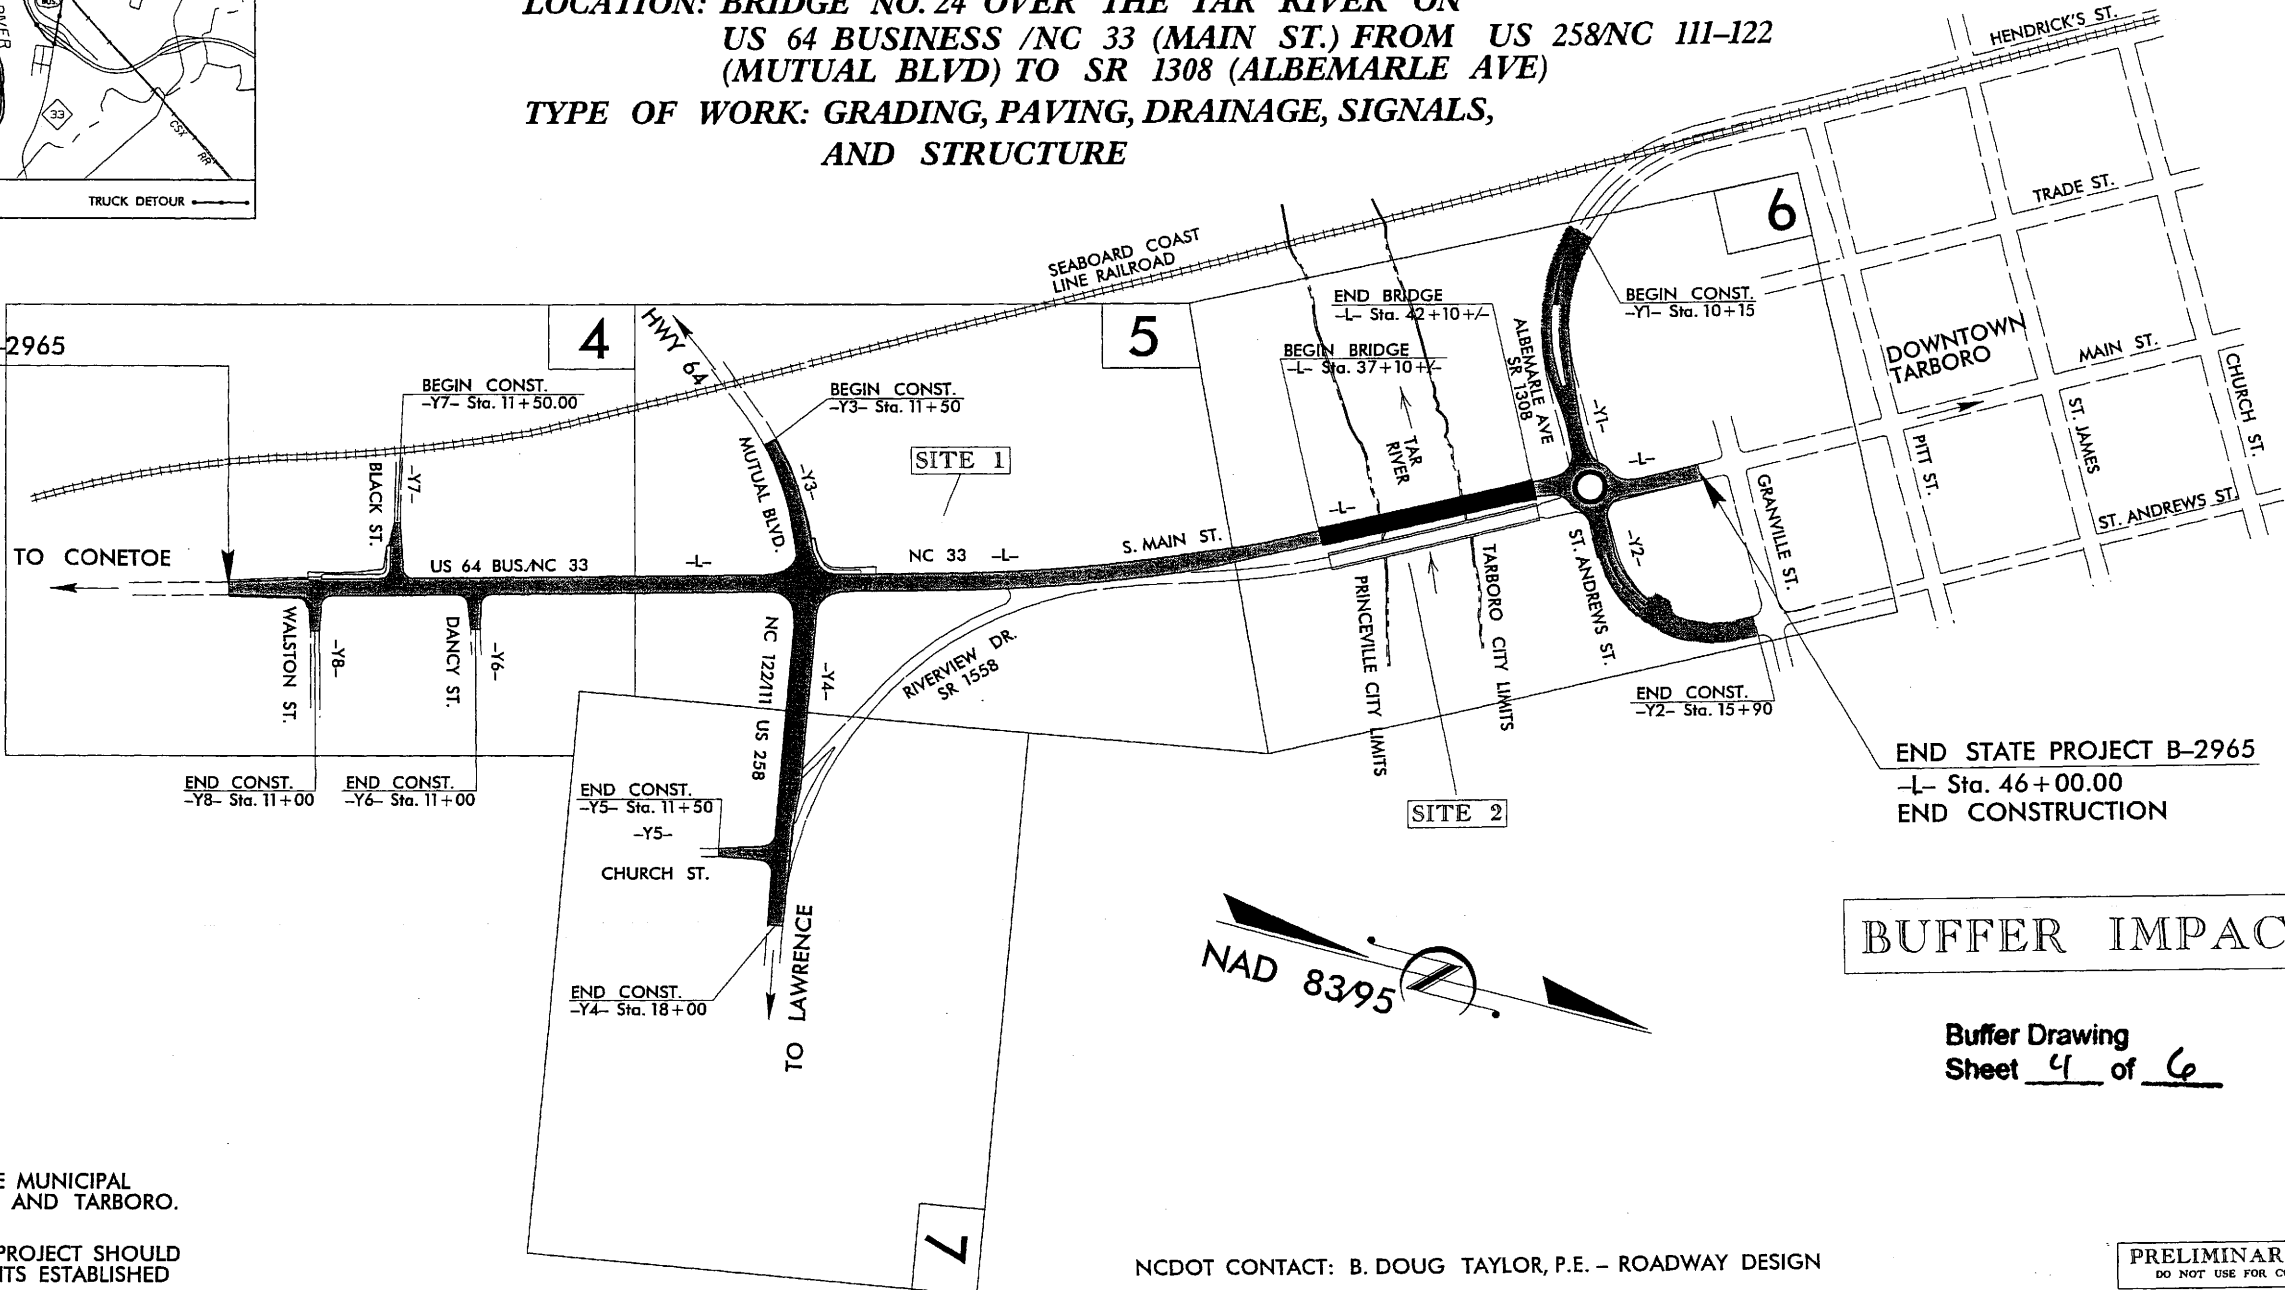 LOCATION: BRIDGE NO. 24 OVER THE TAR RIVER ON
US 64 BUSINESS /NC 33 (MAIN ST.) FROM US 258/NC 111–122
(MUTUAL BLVD) TO SR 1308 (ALBEMARLE AVE)
TYPE OF WORK: GRADING, PAVING, DRAINAGE, SIGNALS,
AND STRUCTURE
RIVER
33
CSX
RR
TRUCK DETOUR
HENDRICK'S ST.
TRADE ST.
6
SEABOARD COAST
LINE RAILROAD
END BRIDGE
–L– Sta. 42+10+/–
BEGIN BRIDGE
–L– Sta. 37+10+/–
BEGIN CONST.
–Y1– Sta. 10+15
ALBEMARLE AVE
SR 1308
–Y1–
DOWNTOWN
TARBORO
MAIN ST.
CHURCH ST.
ST. JAMES
PITT ST.
ST. ANDREWS ST.
GRANVILLE ST.
–2965
4
5
HWY 64
BEGIN CONST.
–Y7– Sta. 11+50.00
BEGIN CONST.
–Y3– Sta. 11+50
SITE 1
MUTUAL BLVD.
–Y3–
BLACK ST.
–Y7–
TAR
RIVER
–L–
–L–
TO CONETOE
US 64 BUS./NC 33
–L–
NC 33
–L–
S. MAIN ST.
WALSTON ST.
–Y8–
DANCY ST.
–Y6–
NC 122/111 US 258
–Y4–
RIVERVIEW DR.
SR 1558
PRINCEVILLE CITY LIMITS
TARBORO CITY LIMITS
ST. ANDREWS ST.
–Y2–
END CONST.
–Y2– Sta. 15+90
END CONST.
–Y8– Sta. 11+00
END CONST.
–Y6– Sta. 11+00
END CONST.
–Y5– Sta. 11+50
–Y5–
CHURCH ST.
SITE 2
END STATE PROJECT B–2965
–L– Sta. 46+00.00
END CONSTRUCTION
END CONST.
–Y4– Sta. 18+00
TO LAWRENCE
NAD 83/95
BUFFER IMPAC
Buffer Drawing
Sheet 4 of 6
E MUNICIPAL
AND TARBORO.
PROJECT SHOULD
ITS ESTABLISHED
7
NCDOT CONTACT: B. DOUG TAYLOR, P.E. – ROADWAY DESIGN
PRELIMINAR
DO NOT USE FOR C